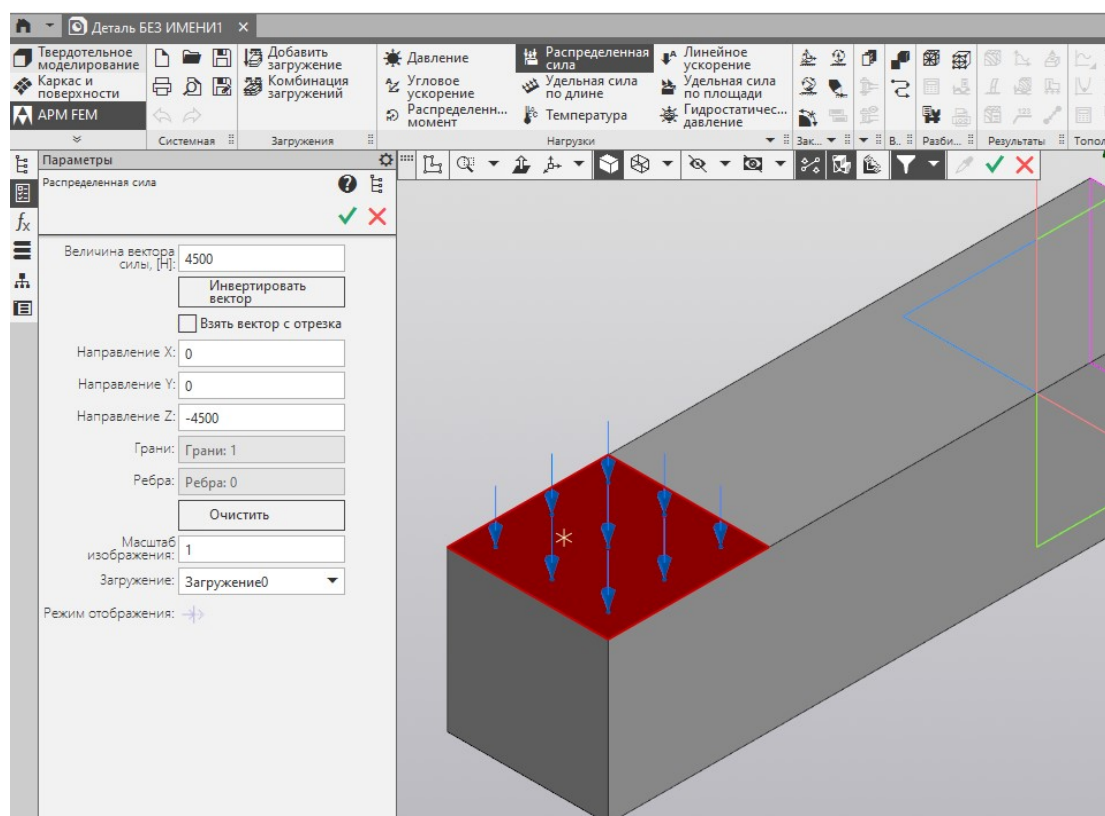 Деталь БЕЗ ИМЕНИ1
Твердотельное
моделирование
Каркас и
поверхности
APM FEM
Системная
Добавить
загружение
Комбинация
загружений
Загружения
Давление
Угловое
ускорение
Распределенн...
момент
Распределенная
сила
Удельная сила
по длине
Температура
Линейное
ускорение
Удельная сила
по площади
Гидростатичес...
давление
Нагрузки
Зак...
В..
Разби...
Результаты
Топол
Параметры
Распределенная сила
Величина вектора
силы, [Н]: 4500
Инвертировать
вектор
Взять вектор с отрезка
Направление X: 0
Направление Y: 0
Направление Z: -4500
Грани: Грани: 1
Ребра: Ребра: 0
Очистить
Масштаб
изображения: 1
Загружение: Загружение0
Режим отображения: